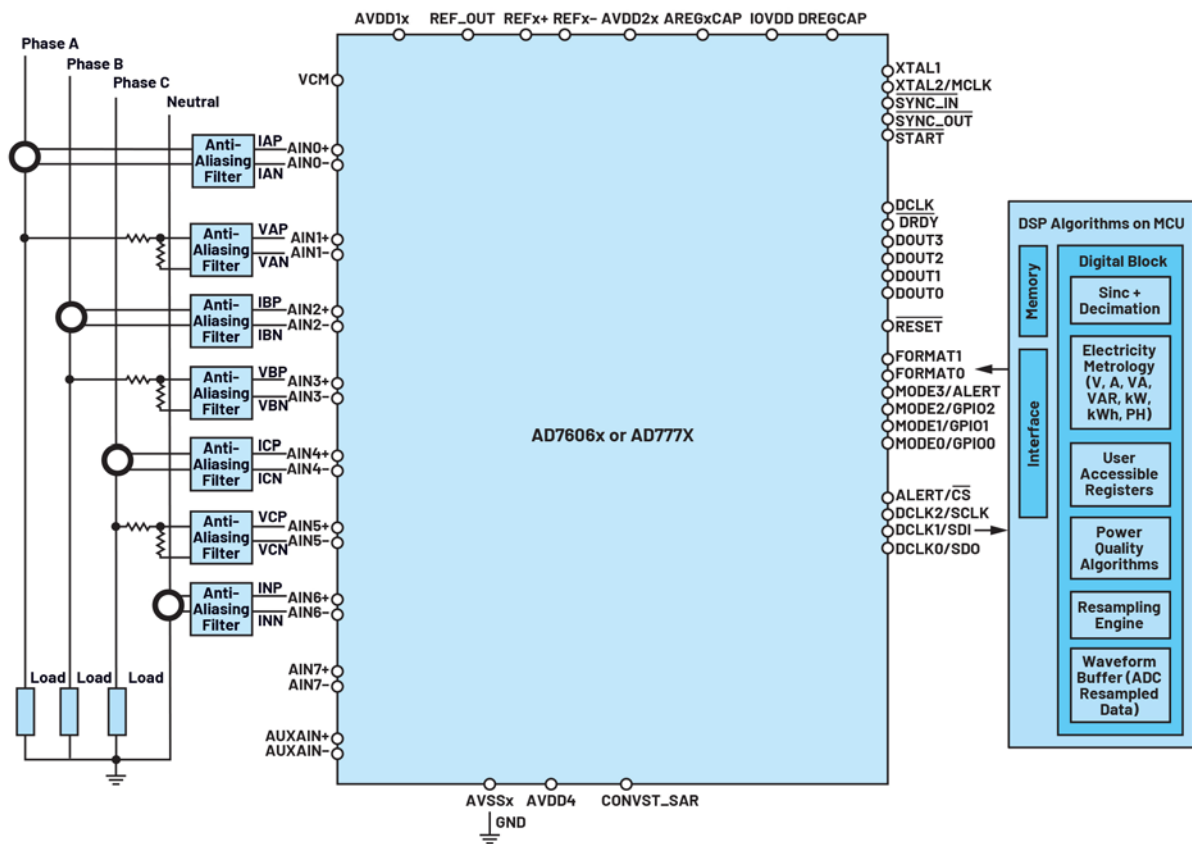 AVDD1x REF_OUT REFx+ REFx- AVDD2x AREGxCAP IOVDD DREGCAP
Phase A
Phase B
Phase C
Neutral
VCM
Anti-
Aliasing
Filter
IAP
IAN
AIN0+
AIN0-
Anti-
Aliasing
Filter
VAP
VAN
AIN1+
AIN1-
Anti-
Aliasing
Filter
IBP
IBN
AIN2+
AIN2-
Anti-
Aliasing
Filter
VBP
VBN
AIN3+
AIN3-
Anti-
Aliasing
Filter
ICP
ICN
AIN4+
AIN4-
Anti-
Aliasing
Filter
VCP
VCN
AIN5+
AIN5-
Anti-
Aliasing
Filter
INP
INN
AIN6+
AIN6-
AIN7+
AIN7-
Load Load Load
AUXAIN+
AUXAIN-
AD7606x or AD777X
AVSSx AVDD4 CONVST_SAR
GND
XTAL1
XTAL2/MCLK
SYNC_IN
SYNC_OUT
START
DCLK
DRDY
DOUT3
DOUT2
DOUT1
DOUT0
RESET
FORMAT1
FORMAT0
MODE3/ALERT
MODE2/GPIO2
MODE1/GPIO1
MODE0/GPIO0
ALERT/CS
DCLK2/SCLK
DCLK1/SDI
DCLK0/SDO
DSP Algorithms on MCU
Memory
Interface
Digital Block
Sinc +
Decimation
Electricity
Metrology
(V, A, VA,
VAR, kW,
kWh, PH)
User
Accessible
Registers
Power
Quality
Algorithms
Resampling
Engine
Waveform
Buffer (ADC
Resampled
Data)